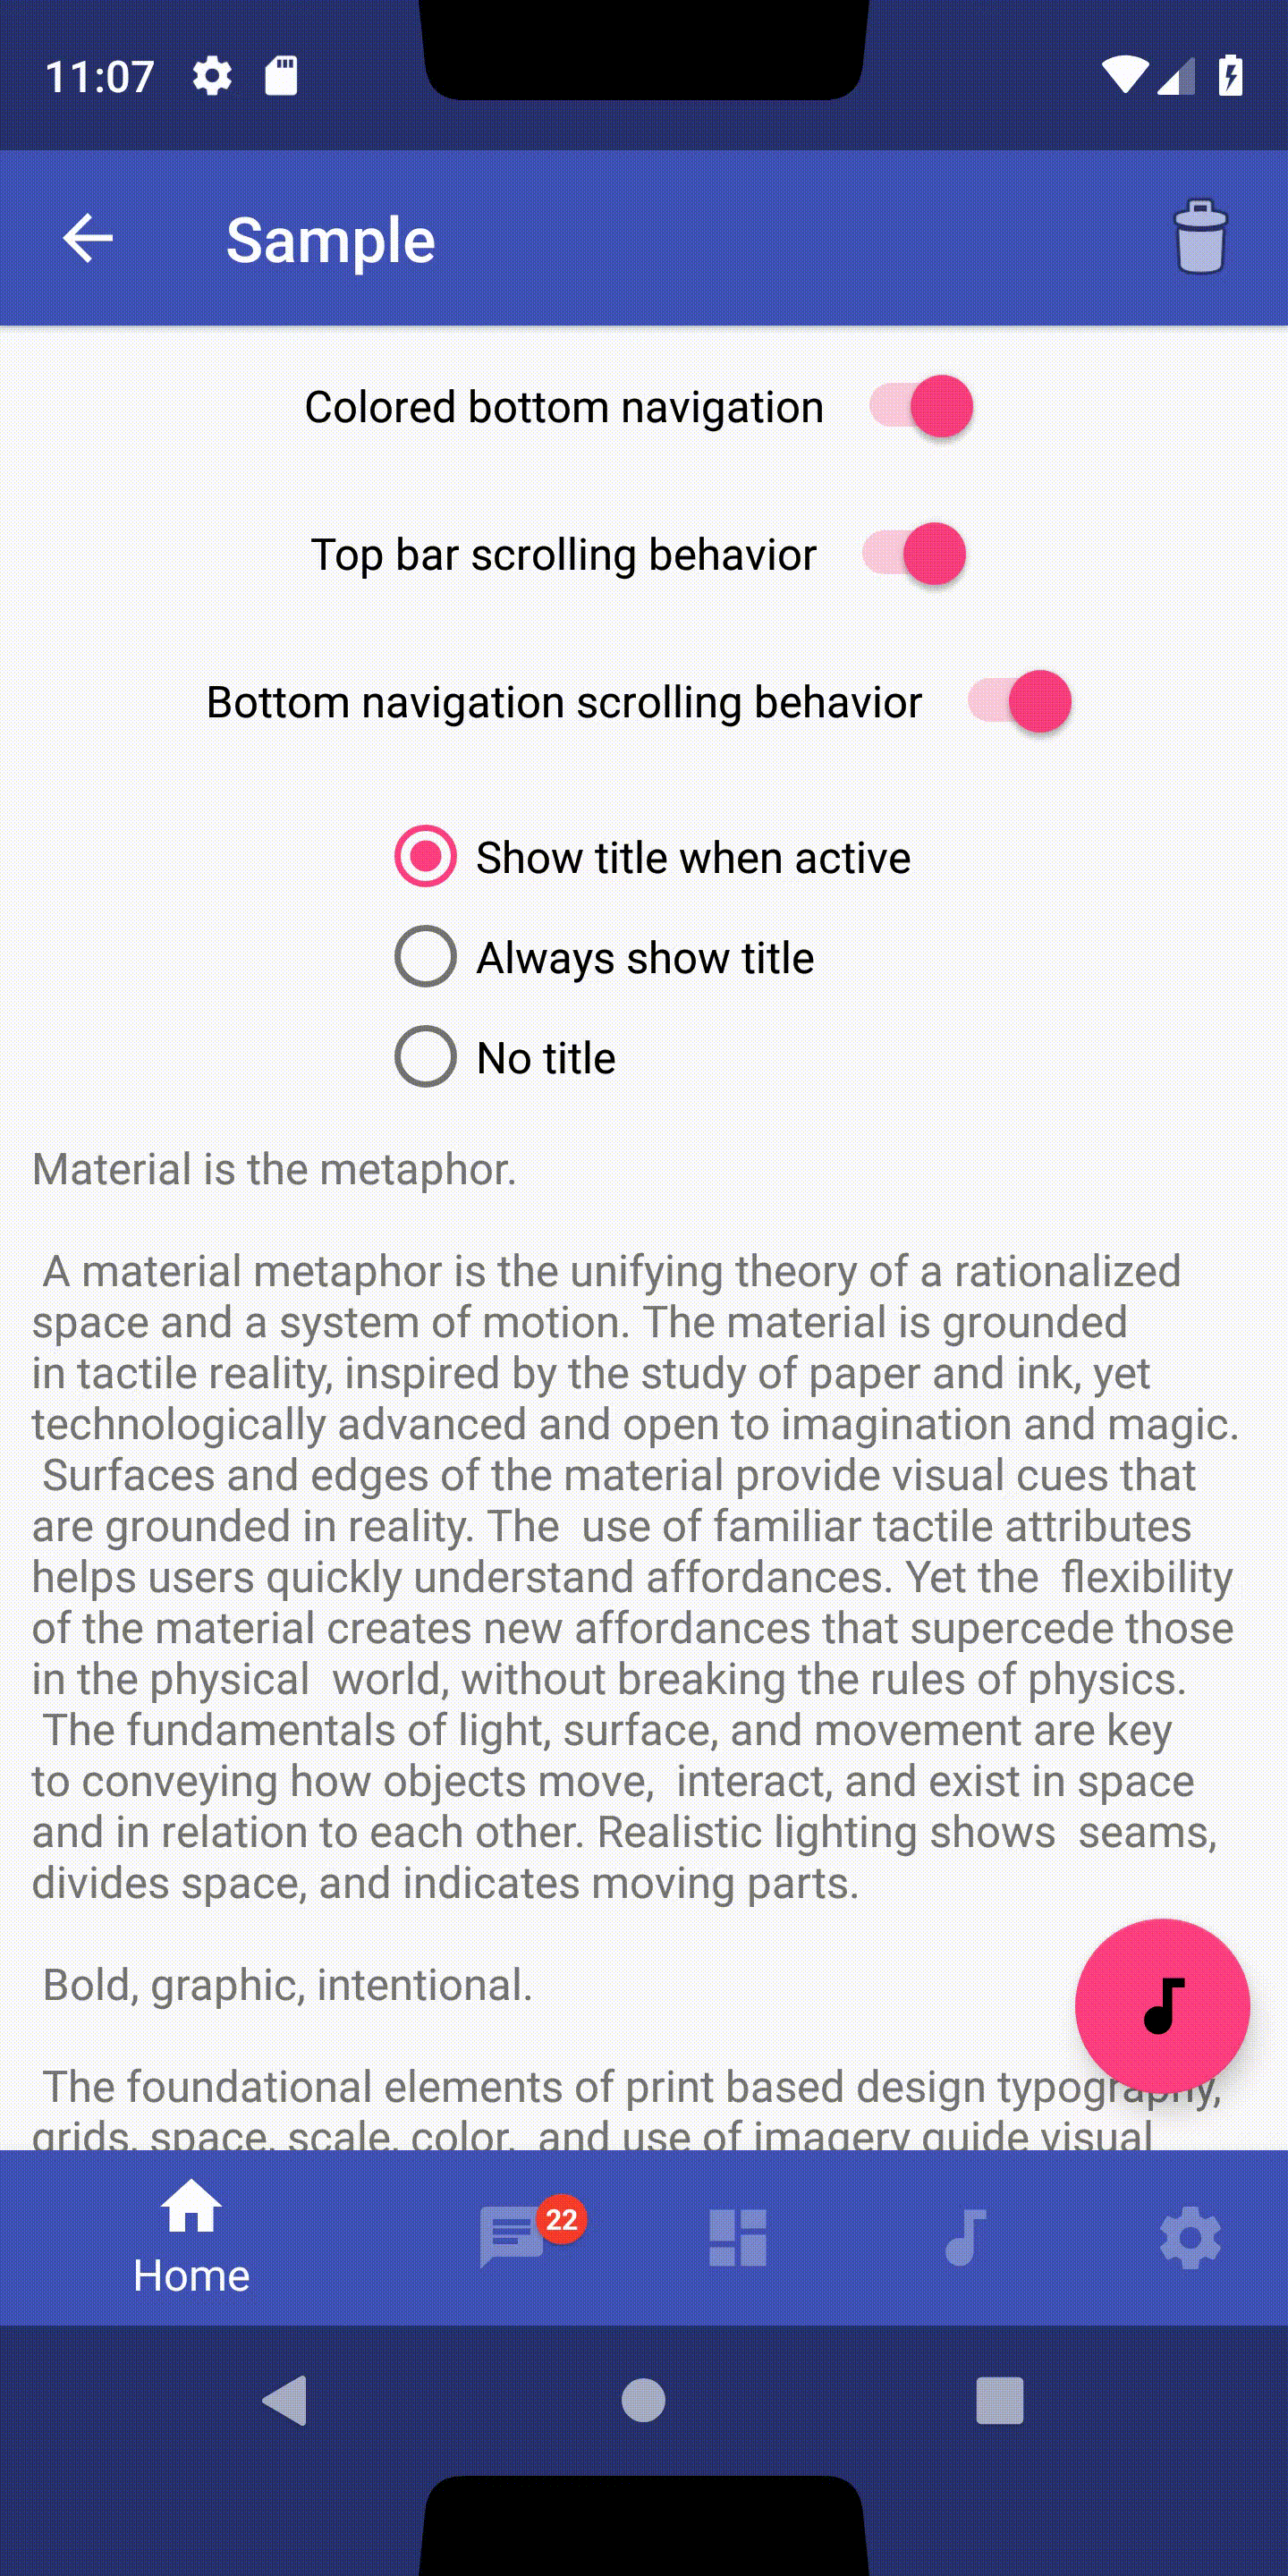 11:07
Sample
Colored bottom navigation
Top bar scrolling behavior
Bottom navigation scrolling behavior
Show title when active
Always show title
No title
Material is the metaphor.
A material metaphor is the unifying theory of a rationalized
space and a system of motion. The material is grounded
in tactile reality, inspired by the study of paper and ink, yet
technologically advanced and open to imagination and magic.
Surfaces and edges of the material provide visual cues that
are grounded in reality. The  use of familiar tactile attributes
helps users quickly understand affordances. Yet the  flexibility
of the material creates new affordances that supercede those
in the physical  world, without breaking the rules of physics.
The fundamentals of light, surface, and movement are key
to conveying how objects move,  interact, and exist in space
and in relation to each other. Realistic lighting shows  seams,
divides space, and indicates moving parts.
Bold, graphic, intentional.
The foundational elements of print based design typography,
grids, space, scale, color,  and use of imagery guide visual
22
Home